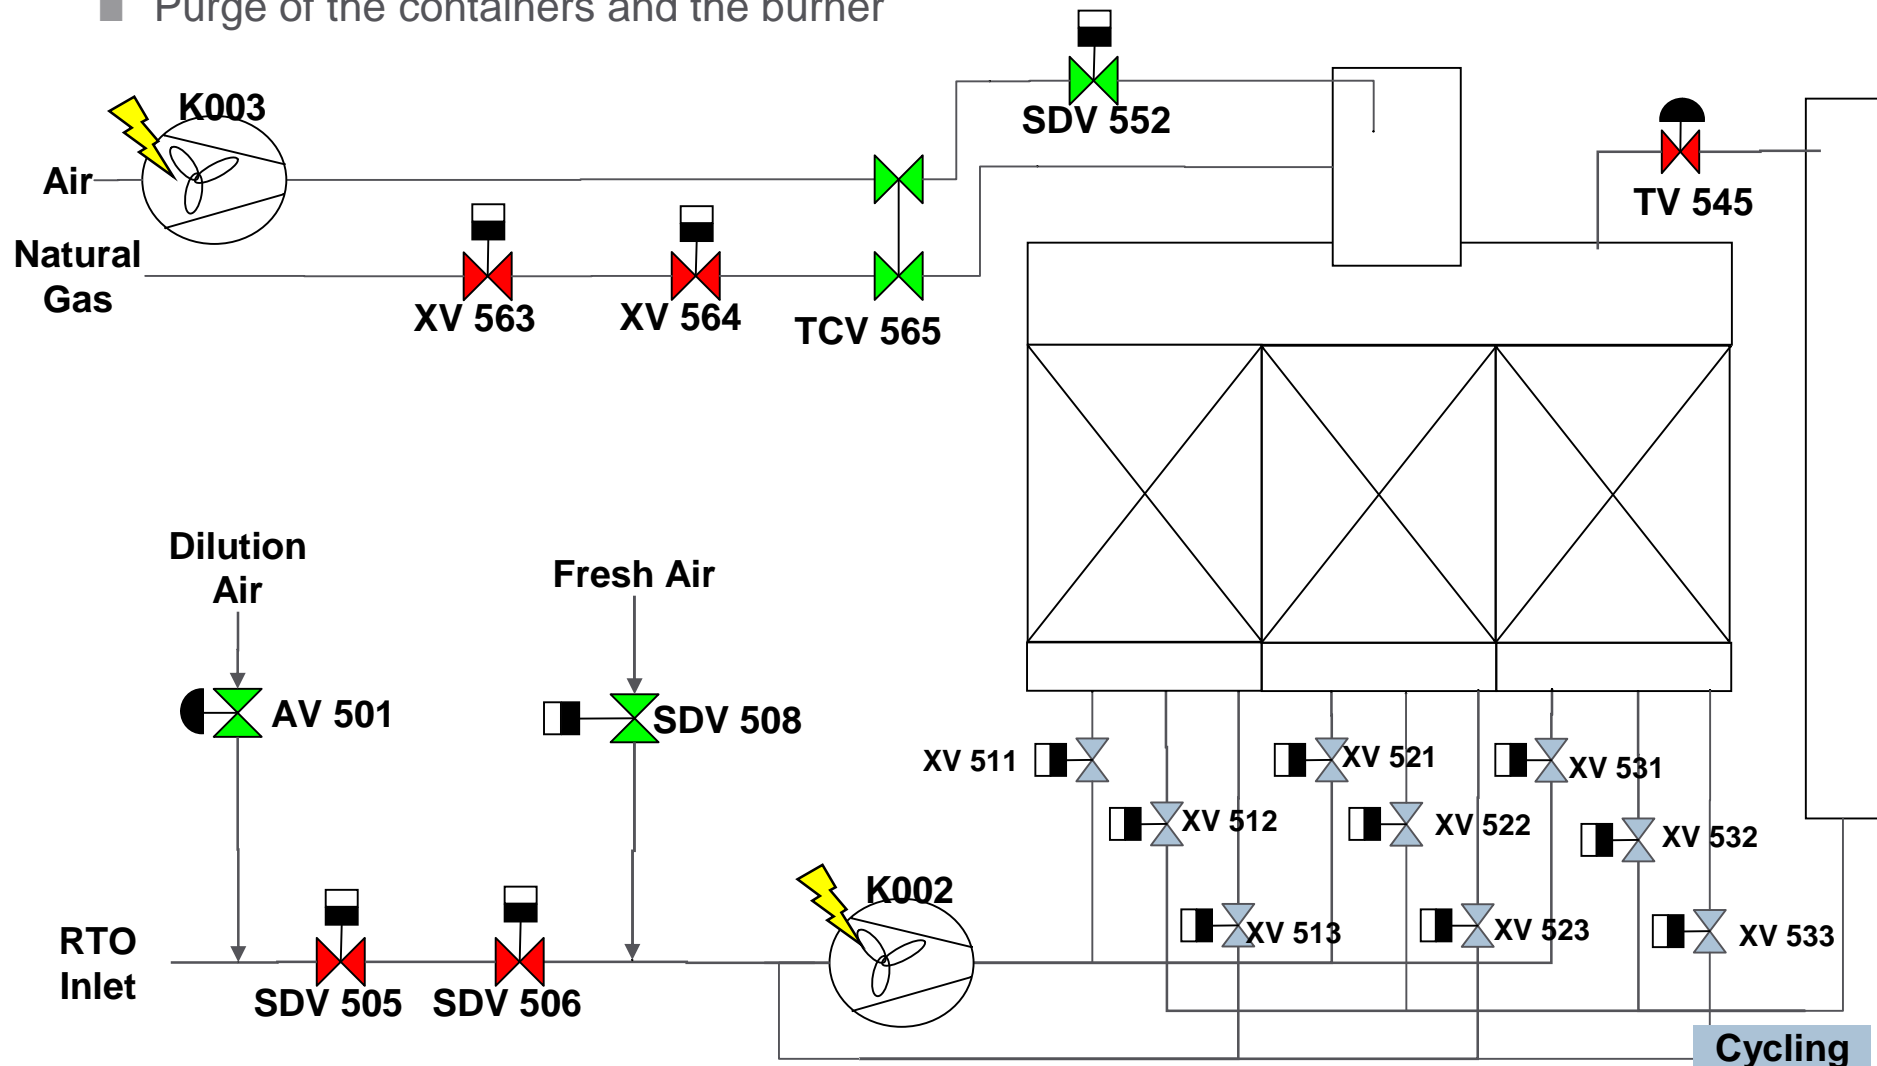 Purge of the containers and the burner
K003
SDV 552
Air
TV 545
Natural
Gas
XV 563
XV 564
TCV 565
Dilution
Air
Fresh Air
AV 501
SDV 508
XV 511
XV 521
XV 531
XV 512
XV 522
XV 532
K002
XV 513
XV 523
XV 533
RTO
Inlet
SDV 505
SDV 506
Cycling